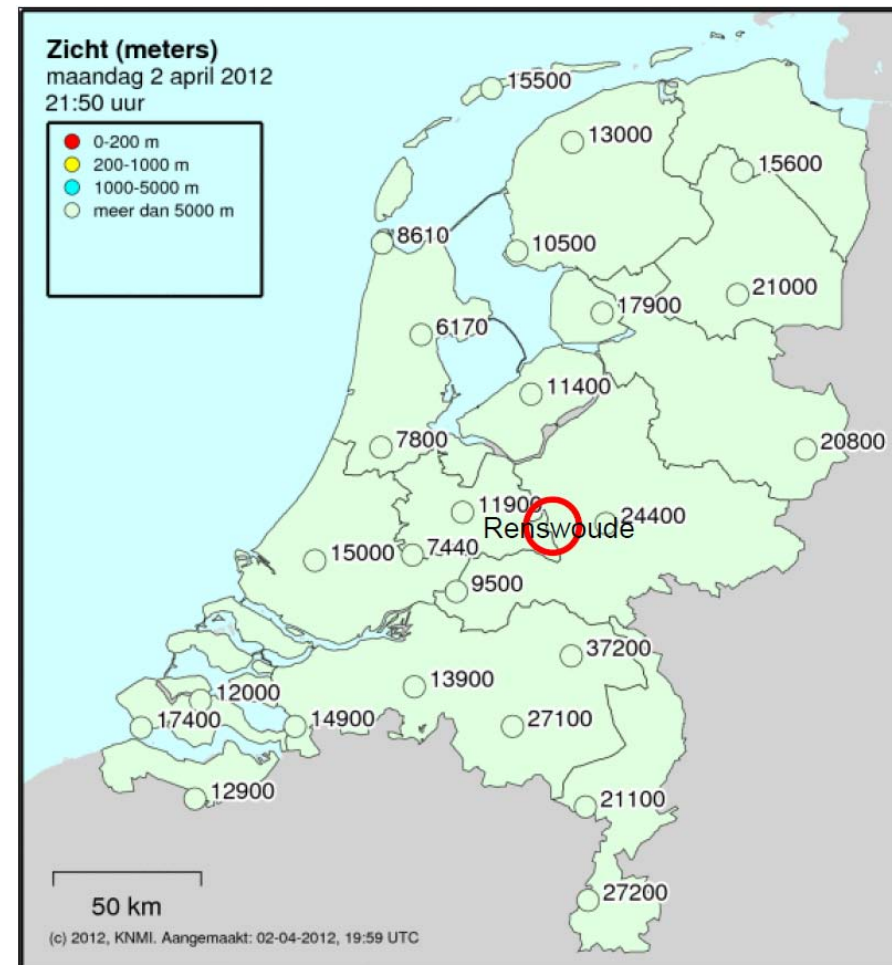 Zicht (meters)
maandag 2 april 2012
21:50 uur
0-200 m
200-1000 m
1000-5000 m
meer dan 5000 m
15500
13000
15600
8610
10500
21000
17900
6170
11400
7800
20800
11900
24400
Renswoude
15000
7440
9500
37200
13900
12000
17400
14900
27100
12900
21100
27200
50 km
(c) 2012, KNMI. Aangemaakt: 02-04-2012, 19:59 UTC